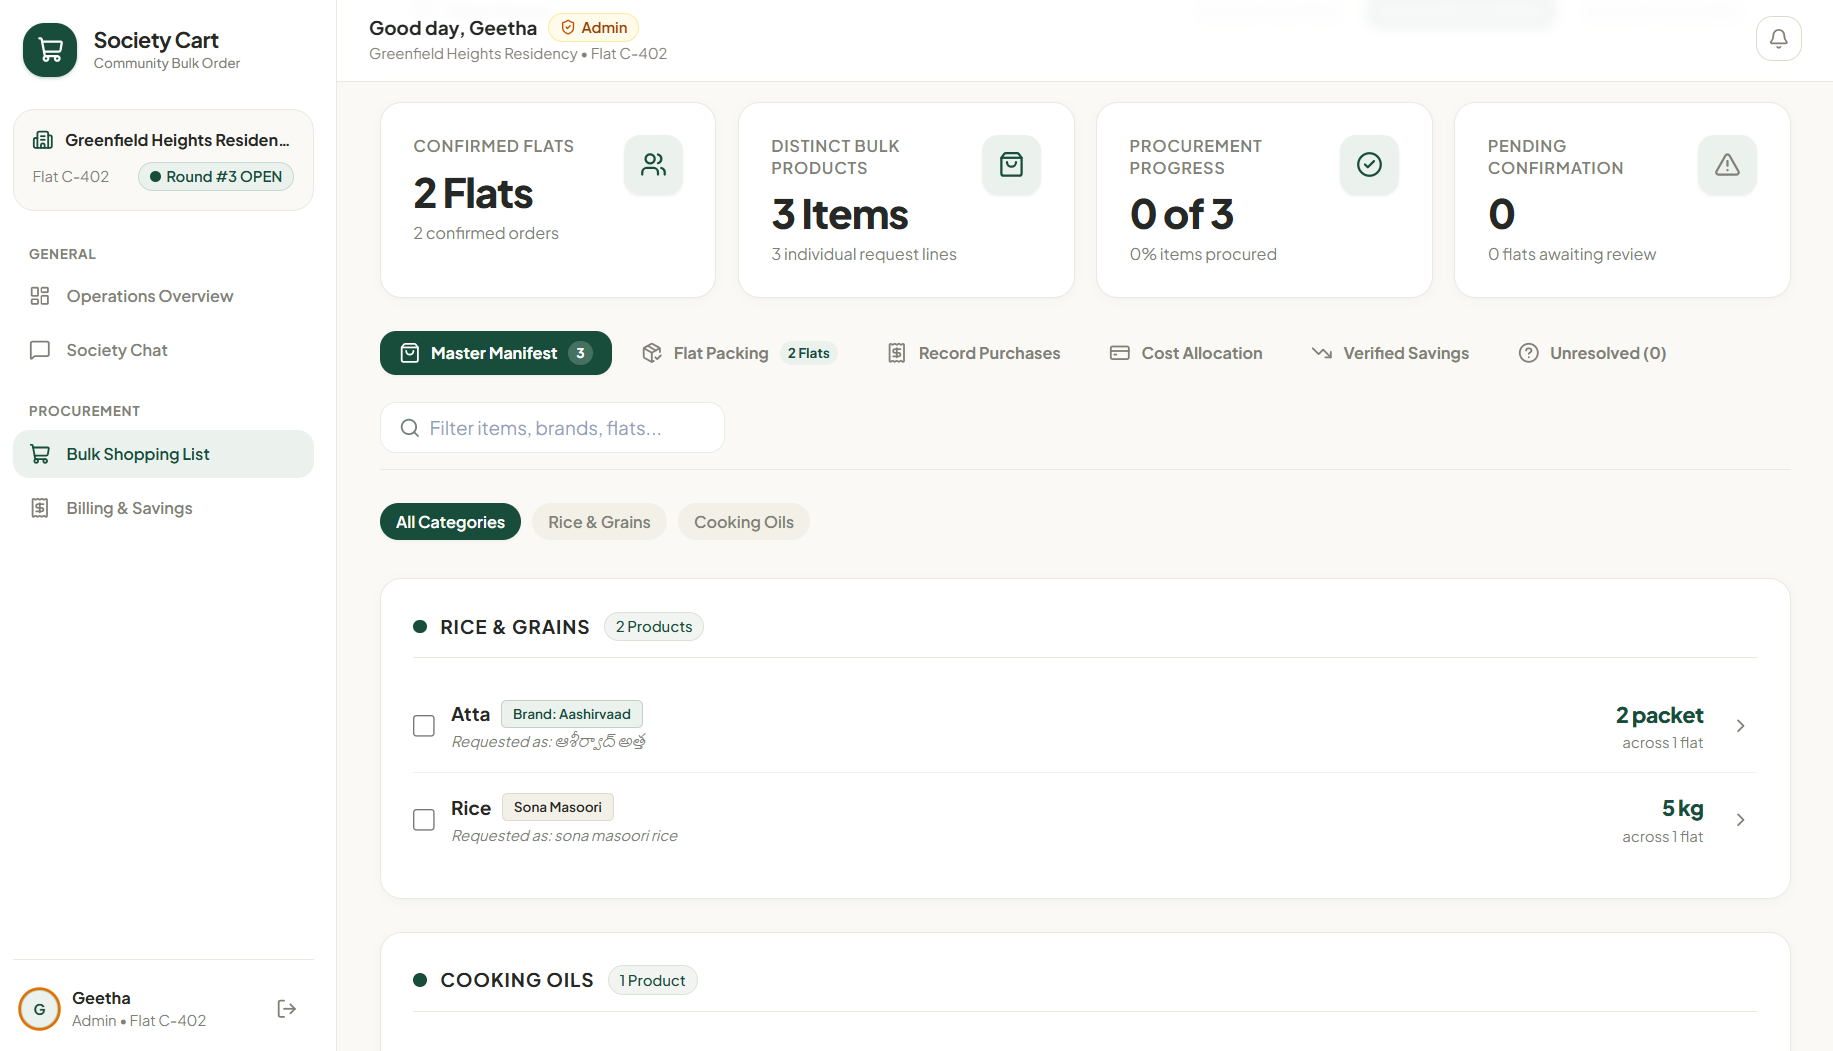 Society Cart
Community Bulk Order
Greenfield Heights Residen...
Flat C-402
Round #3 OPEN
GENERAL
Operations Overview
Society Chat
PROCUREMENT
Bulk Shopping List
Billing & Savings
G
Geetha
Admin • Flat C-402
Good day, Geetha
Admin
Greenfield Heights Residency • Flat C-402
CONFIRMED FLATS
2 Flats
2 confirmed orders
DISTINCT BULK
PRODUCTS
3 Items
3 individual request lines
PROCUREMENT
PROGRESS
0 of 3
0% items procured
PENDING
CONFIRMATION
0
0 flats awaiting review
Master Manifest 3
Flat Packing 2 Flats
Record Purchases
Cost Allocation
Verified Savings
Unresolved (0)
Filter items, brands, flats...
All Categories
Rice & Grains
Cooking Oils
RICE & GRAINS 2 Products
Atta Brand: Aashirvaad
Requested as: ఆశీర్వాద్ అత్త
2 packet
across 1 flat
Rice Sona Masoori
Requested as: sona masoori rice
5 kg
across 1 flat
COOKING OILS 1 Product